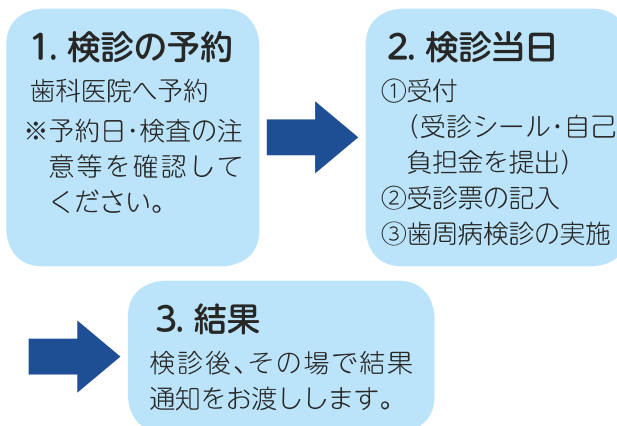 1. 検診の予約
歯科医院へ予約
※予約日・検査の注
意等を確認して
ください。
2. 検診当日
①受付
（受診シール・自己
負担金を提出）
②受診票の記入
③歯周病検診の実施
3. 結果
検診後、その場で結果
通知をお渡しします。